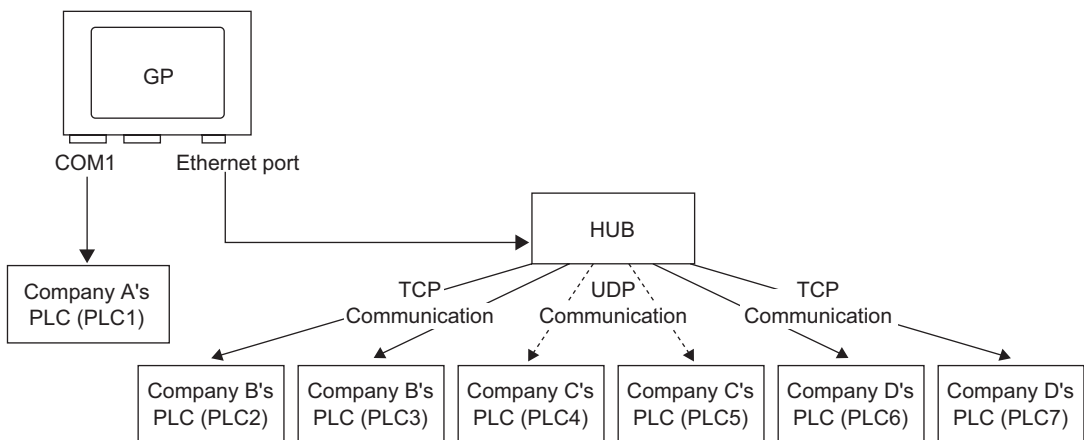 GP
COM1
Ethernet port
HUB
Company A's
PLC (PLC1)
TCP
Communication
UDP
Communication
TCP
Communication
Company B's
PLC (PLC2)
Company B's
PLC (PLC3)
Company C's
PLC (PLC4)
Company C's
PLC (PLC5)
Company D's
PLC (PLC6)
Company D's
PLC (PLC7)